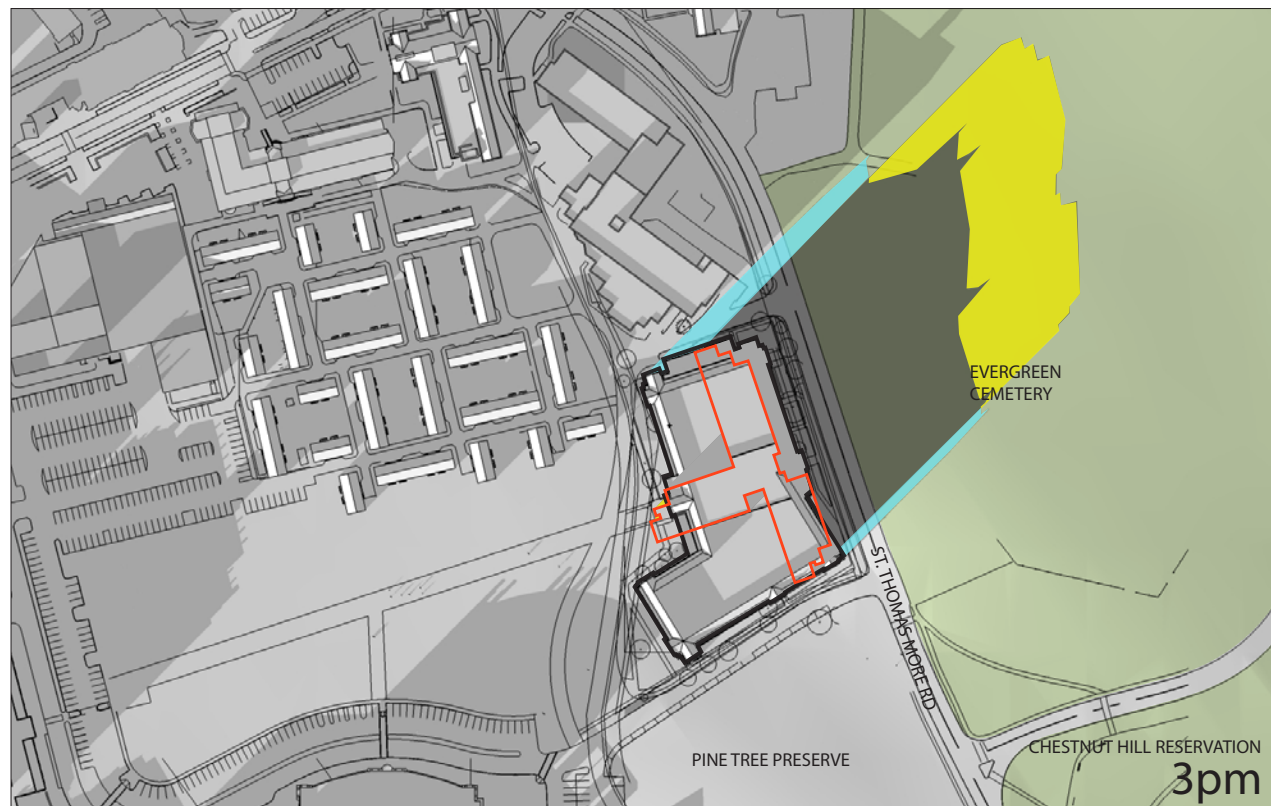 EVERGREEN
CEMETERY
ST. THOMAS MORE RD
PINE TREE PRESERVE
CHESTNUT HILL RESERVATION
3pm